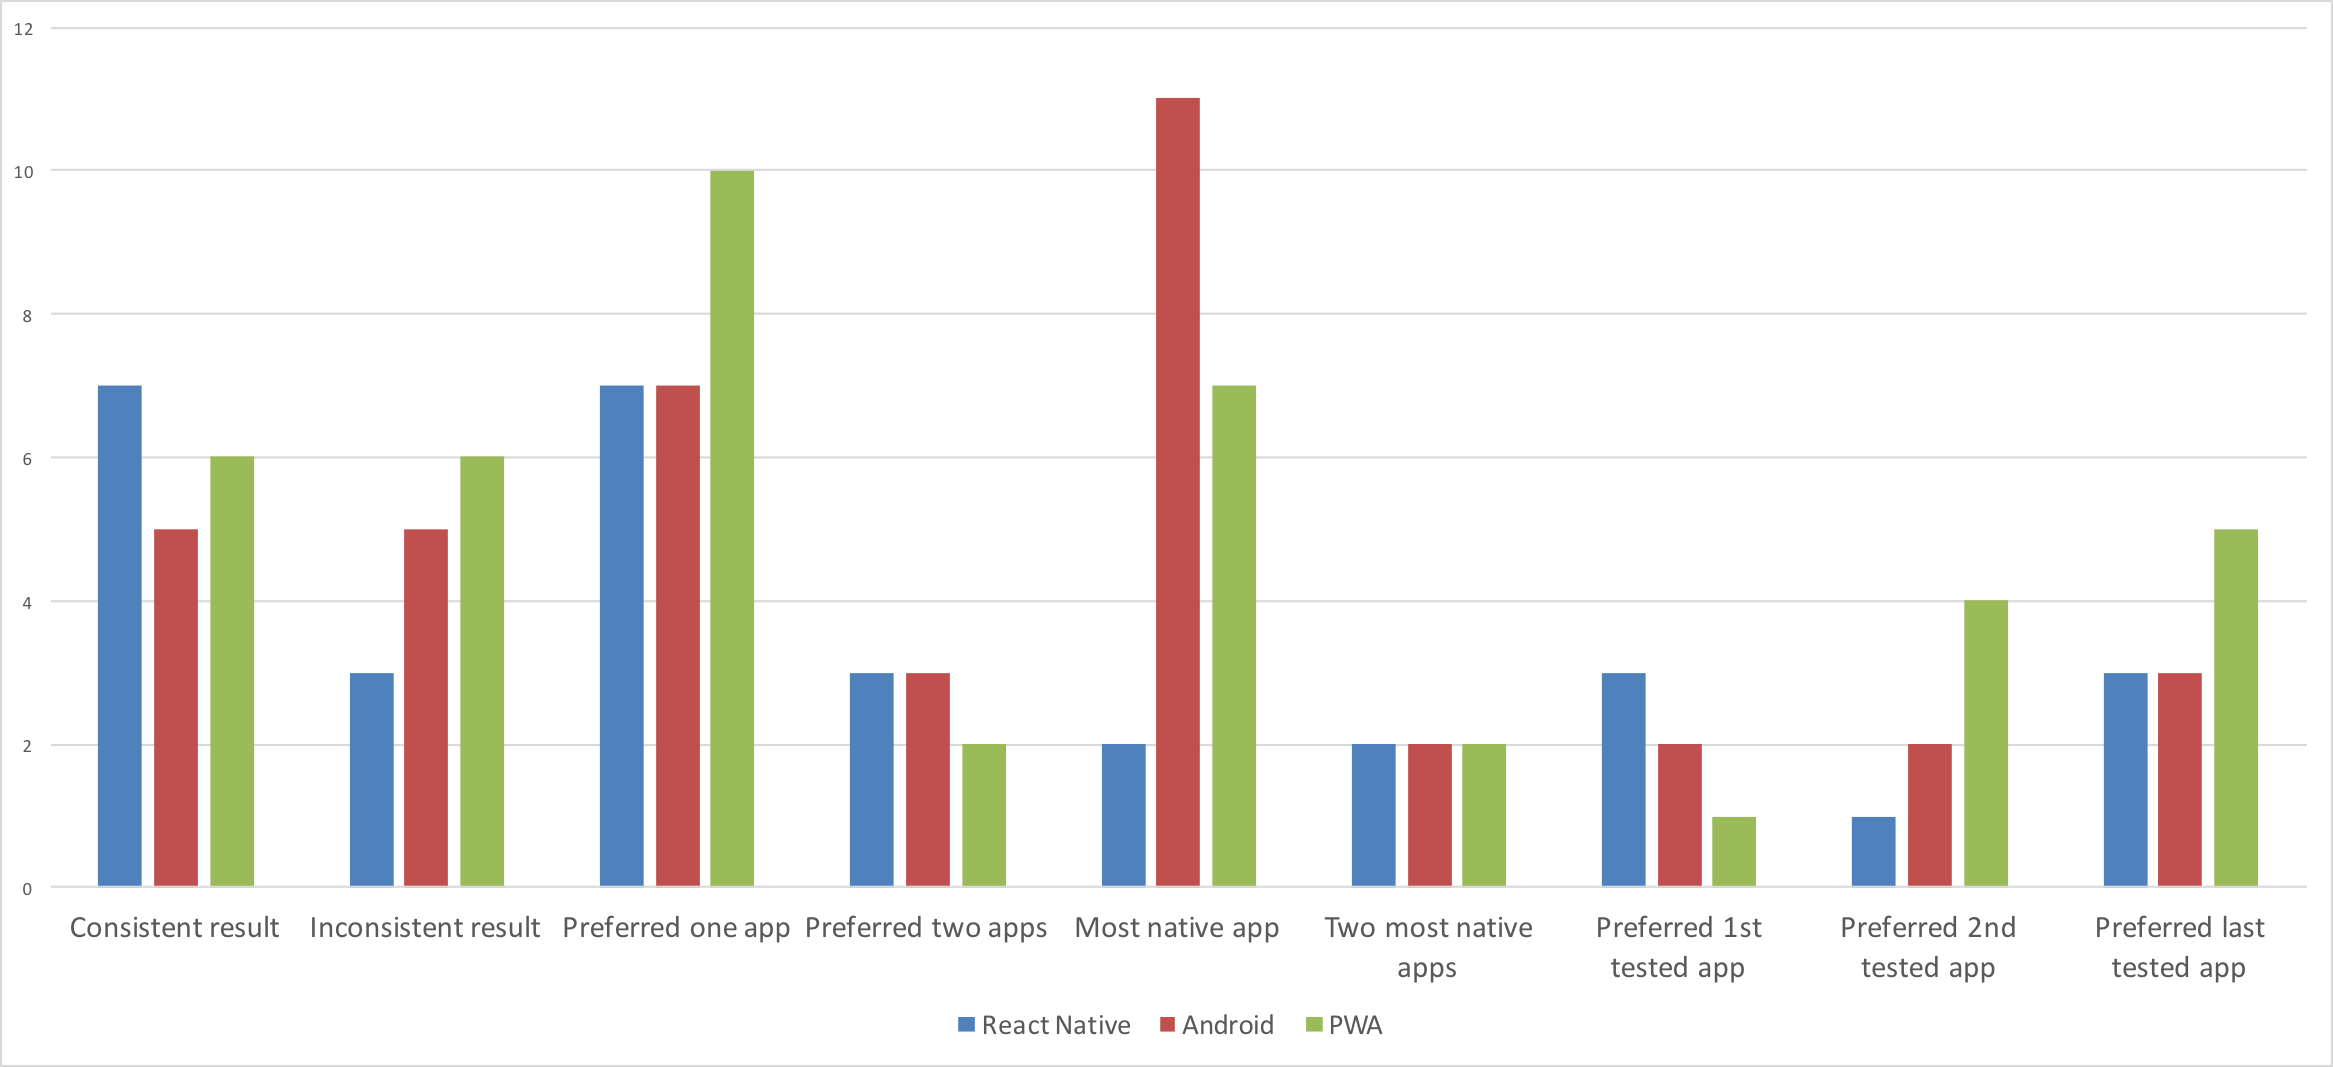 12
10
8
6
4
2
0
Consistent result
Inconsistent result
Preferred one app
Preferred two apps
Most native app
Two most native
apps
Preferred 1st
tested app
Preferred 2nd
tested app
Preferred last
tested app
React Native
Android
PWA